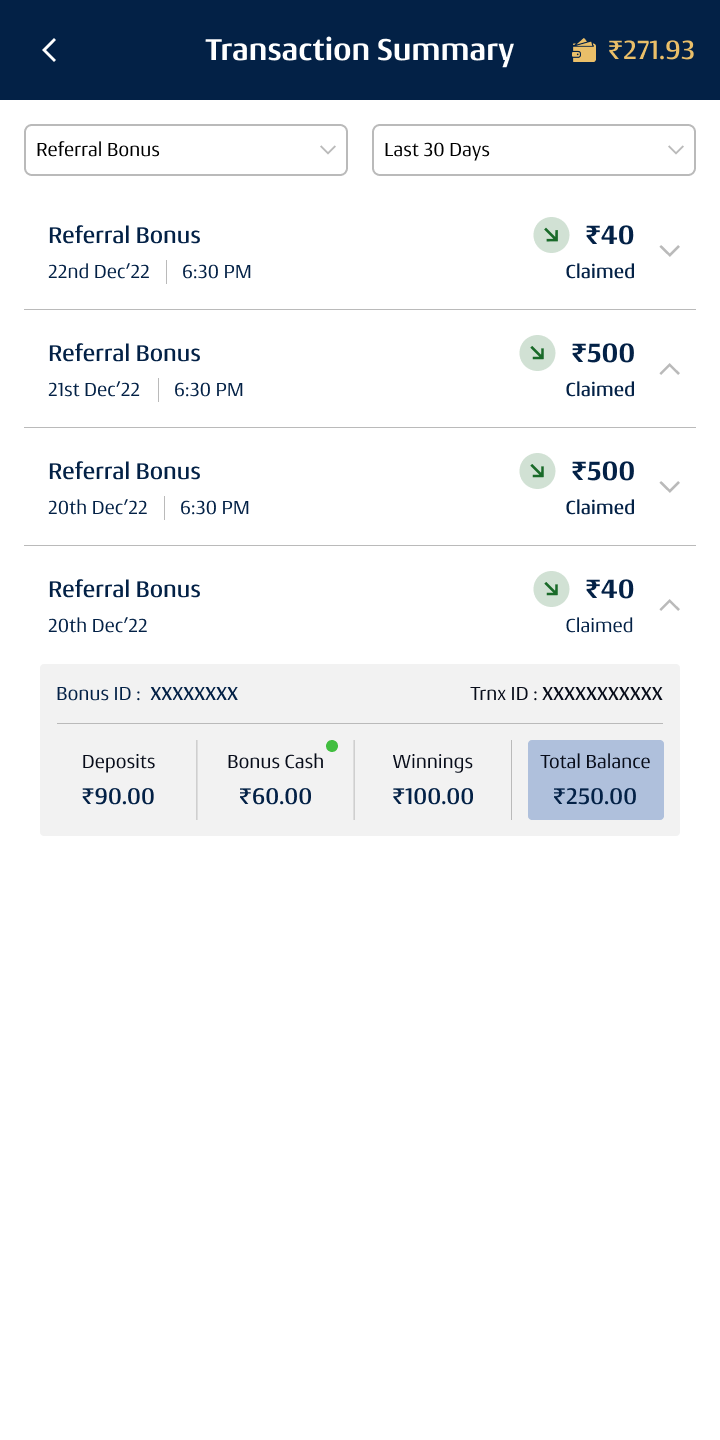 Transaction Summary ₹271.93
Referral Bonus Last 30 Days
Referral Bonus ₹40
22nd Dec’22 6:30 PM Claimed
Referral Bonus ₹500
21st Dec’22 6:30 PM Claimed
Referral Bonus ₹500
20th Dec’22 6:30 PM Claimed
Referral Bonus ₹40
20th Dec’22 Claimed
Bonus ID : XXXXXXXX Trnx ID : XXXXXXXXXXX
Deposits Bonus Cash Winnings Total Balance
₹90.00 ₹60.00 ₹100.00 ₹250.00